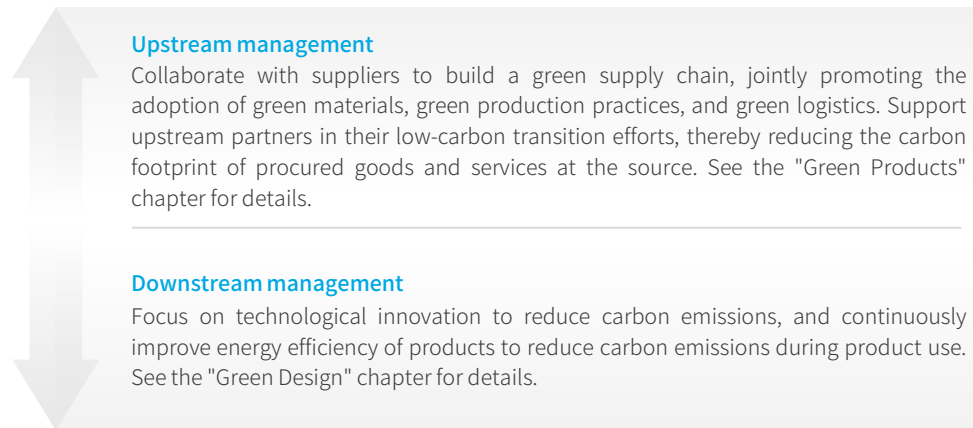 Upstream management
Collaborate with suppliers to build a green supply chain, jointly promoting the
adoption of green materials, green production practices, and green logistics. Support
upstream partners in their low-carbon transition efforts, thereby reducing the carbon
footprint of procured goods and services at the source. See the "Green Products"
chapter for details.
Downstream management
Focus on technological innovation to reduce carbon emissions, and continuously
improve energy efficiency of products to reduce carbon emissions during product use.
See the "Green Design" chapter for details.